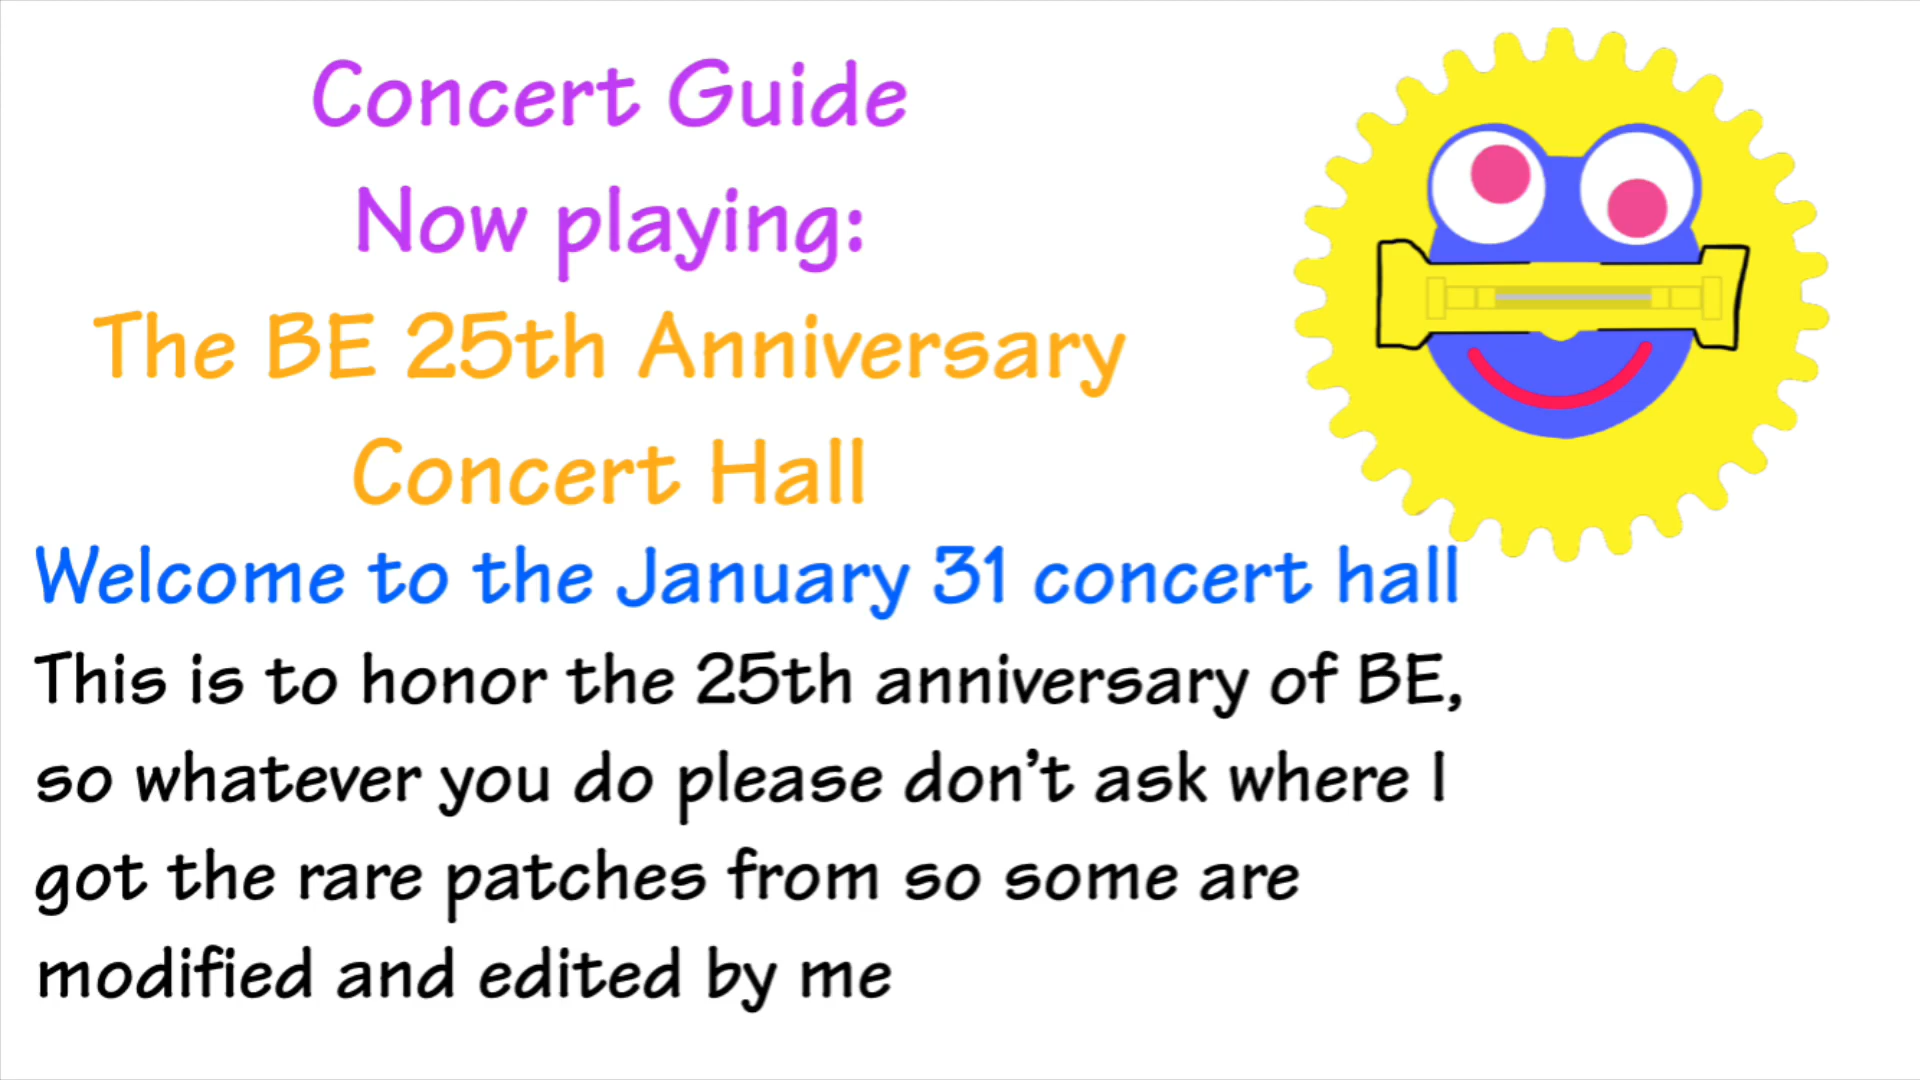 Concert Guide
Now playing:
The BE 25th Anniversary
Concert Hall
Welcome to the January 31 concert hall
This is to honor the 25th anniversary of BE,
so whatever you do please don’t ask where I
got the rare patches from so some are
modified and edited by me